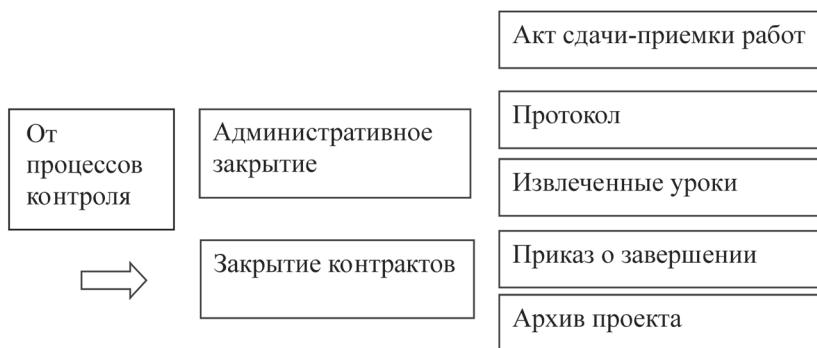 От
процессов
контроля
Административное
закрытие
Закрытие контрактов
Акт сдачи-приемки работ
Протокол
Извлеченные уроки
Приказ о завершении
Архив проекта